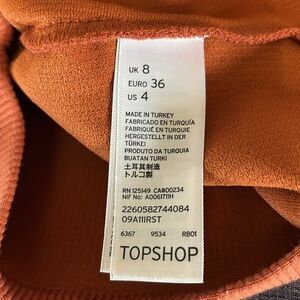 UK 8
EURO 36
US 4
MADE IN TURKEY
FABRICADO EN TURQUÍA
FABRIQUÉ EN TURQUIE
HERGESTELLT IN DER
TÜRKEI
PRODUTO DA TURQUIA
BUATAN TURKI
土耳其制造
トルコ製
RN 125149 CA#00234
NIF No: A0061711H
2260582744084
09A111RST
6367 9534 RB01
TOPSHOP